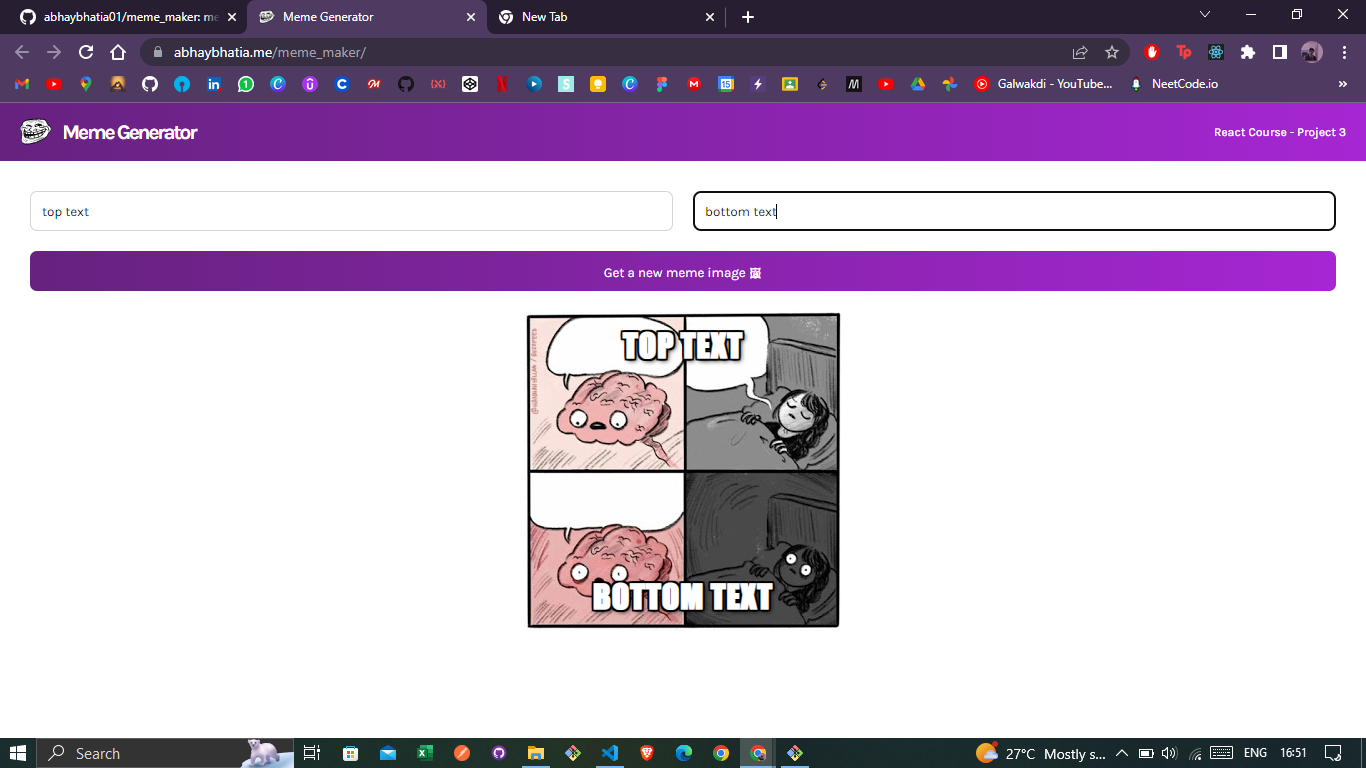 abhaybhatia01/meme_maker: me
Meme Generator
New Tab
abhaybhatia.me/meme_maker/
Galwakdi - YouTube...
NeetCode.io
»
Meme Generator
React Course - Project 3
top text
bottom text
Get a new meme image 🖼
TOP TEXT
BOTTOM TEXT
Search
27°C Mostly s...
ENG
16:51